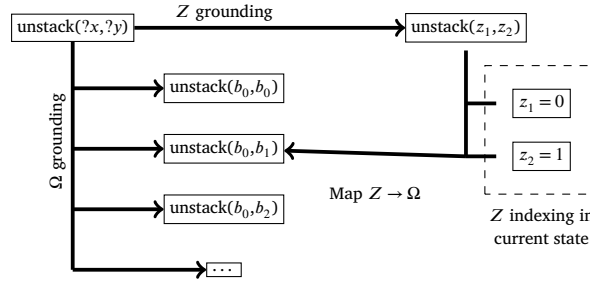 Z grounding
unstack(?x,?y)
unstack(z₁,z₂)
unstack(b₀,b₀)
z₁ = 0
Ω grounding
unstack(b₀,b₁)
z₂ = 1
Map Z → Ω
unstack(b₀,b₂)
Z indexing in
current state
...